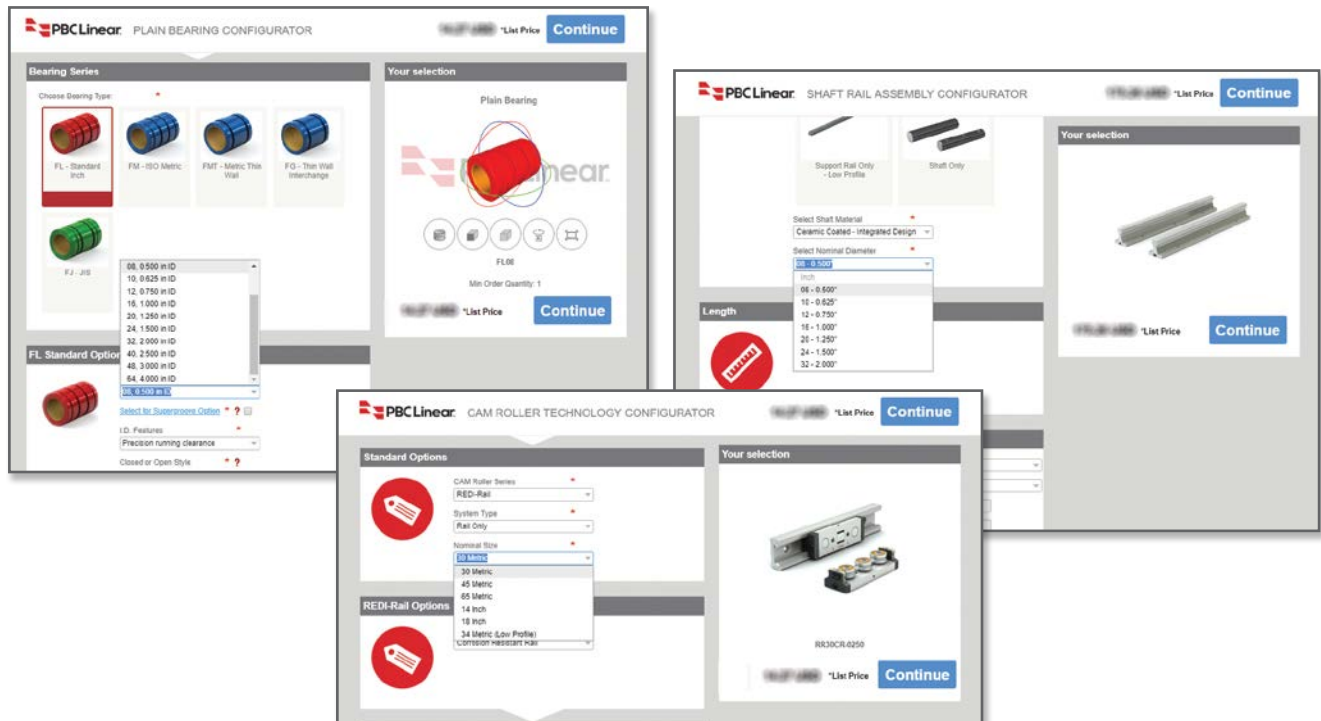 PBCLinear PLAIN BEARING CONFIGURATOR
*List Price Continue
Bearing Series
Choose Bearing Type: *
FL - Standard
Inch
FM - ISO Metric
FMT - Metric Thin
Wall
FG - Thin Wall
Interchange
FJ - JIS
08, 0.500 in ID
10, 0.625 in ID
12, 0.750 in ID
16, 1.000 in ID
20, 1.250 in ID
24, 1.500 in ID
32, 2.000 in ID
40, 2.500 in ID
48, 3.000 in ID
64, 4.000 in ID
FL Standard Option
08, 0.500 in ID
Select for Supergroove Option * ?
I.D. Features *
Precision running clearance
Closed or Open Style * ?
Your selection
Plain Bearing
FL08
Min Order Quantity: 1
*List Price Continue
PBCLinear SHAFT RAIL ASSEMBLY CONFIGURATOR
*List Price Continue
Support Rail Only
- Low Profile
Shaft Only
Select Shaft Material *
Ceramic Coated - Integrated Design
Select Nominal Diameter *
08 - 0.500"
Inch
08 - 0.500"
10 - 0.625"
12 - 0.750"
16 - 1.000"
20 - 1.250"
24 - 1.500"
32 - 2.000"
Length
Your selection
*List Price Continue
PBCLinear CAM ROLLER TECHNOLOGY CONFIGURATOR
*List Price Continue
Standard Options
CAM Roller Series *
REDI-Rail
System Type *
Rail Only
Nominal Size *
30 Metric
30 Metric
45 Metric
65 Metric
14 Inch
18 Inch
34 Metric (Low Profile)
REDI-Rail Options
Corrosion Resistant Rail
Your selection
RR30CR-0250
*List Price Continue